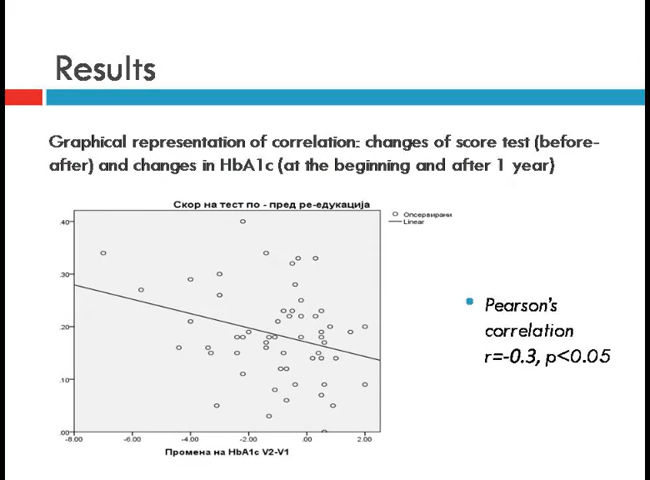 Results
Graphical representation of correlation: changes of score test (before-
after) and changes in HbA1c (at the beginning and after 1 year)
Скор на тест по - пред ре-едукација
Опсервирани
Linear
.40
.30
.20
.10
.00
-8.00 -6.00 -4.00 -2.00 .00 2.00
Промена на HbA1c V2-V1
Pearson's
correlation
r=-0.3, p<0.05